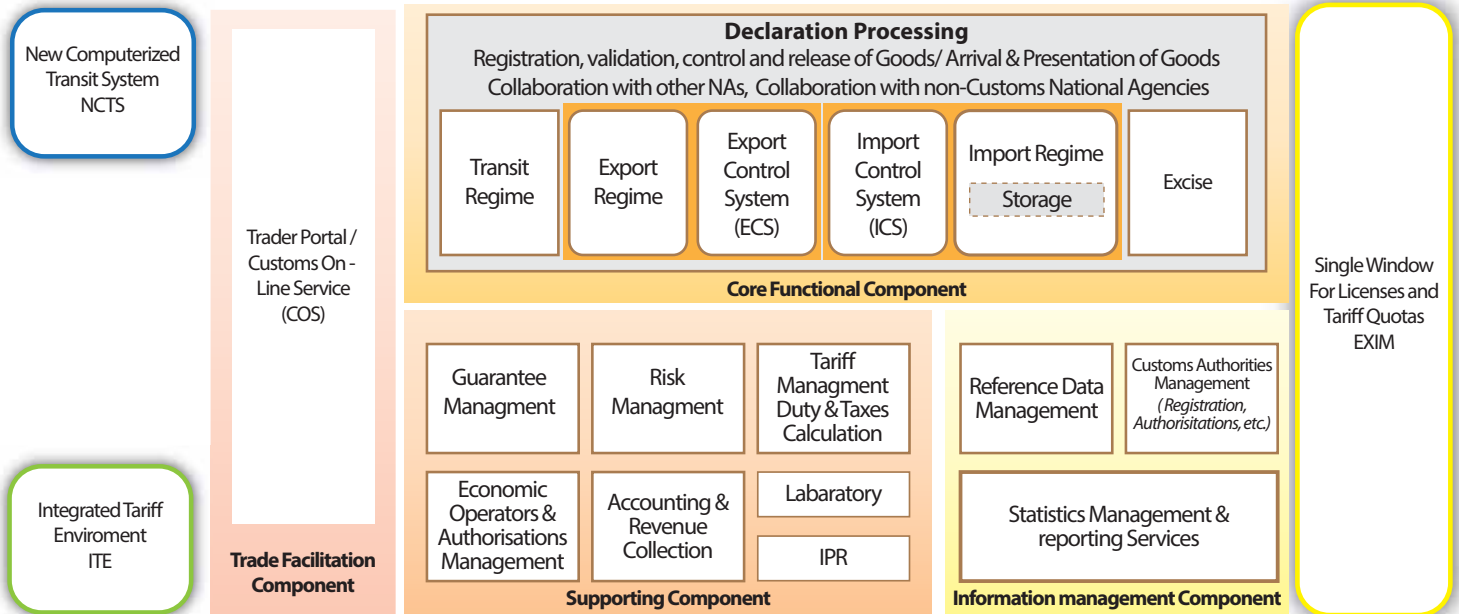 New Computerized
Transit System
NCTS
Integrated Tariff
Enviroment
ITE
Trader Portal /
Customs On -
Line Service
(COS)
Trade Facilitation
Component
Declaration Processing
Registration, validation, control and release of Goods/ Arrival & Presentation of Goods
Collaboration with other NAs, Collaboration with non-Customs National Agencies
Transit
Regime
Export
Regime
Export
Control
System
(ECS)
Import
Control
System
(ICS)
Import Regime
Storage
Excise
Core Functional Component
Guarantee
Managment
Risk
Managment
Tariff
Managment
Duty & Taxes
Calculation
Economic
Operators &
Authorisations
Management
Accounting &
Revenue
Collection
Labaratory
IPR
Supporting Component
Reference Data
Management
Customs Authorities
Management
(Registration,
Authorisitations, etc.)
Statistics Management &
reporting Services
Information management Component
Single Window
For Licenses and
Tariff Quotas
EXIM